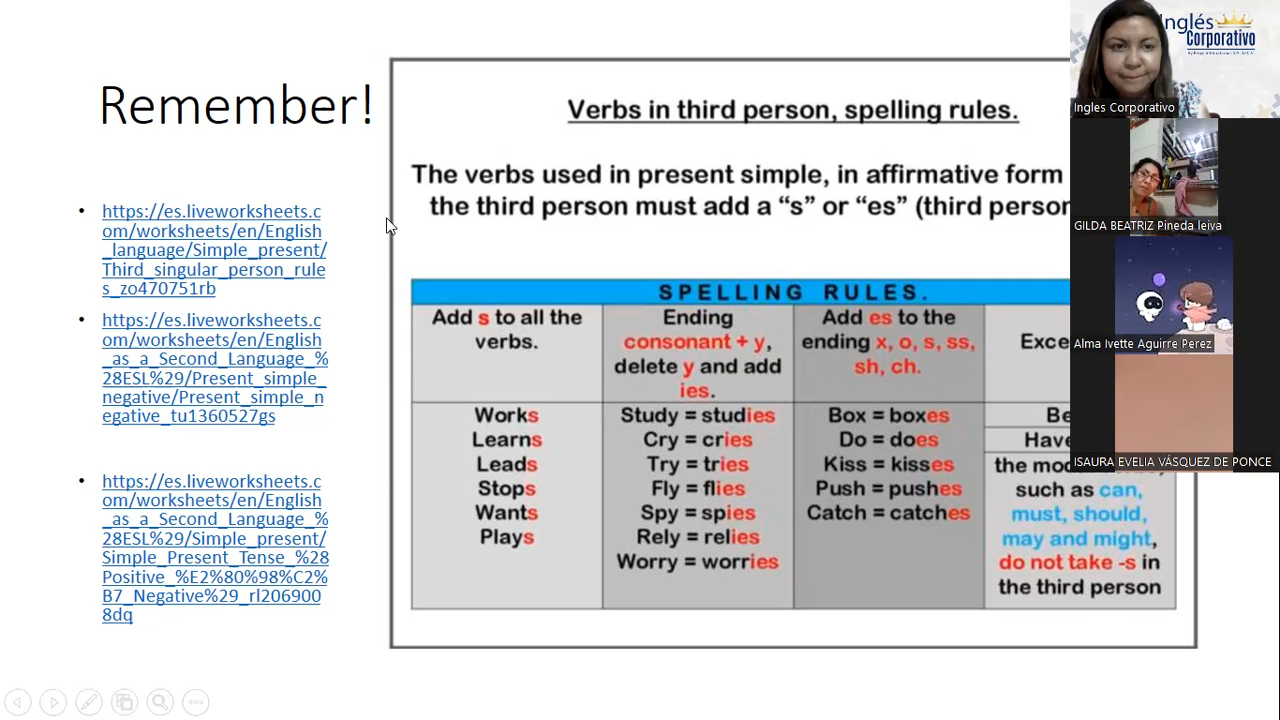 Remember!
https://es.liveworksheets.c
om/worksheets/en/English
_language/Simple_present/
Third_singular_person_rule
s_zo470751rb
https://es.liveworksheets.c
om/worksheets/en/English
_as_a_Second_Language_%
28ESL%29/Present_simple_
negative/Present_simple_n
egative_tu1360527gs
https://es.liveworksheets.c
om/worksheets/en/English
_as_a_Second_Language_%
28ESL%29/Simple_present/
Simple_Present_Tense_%28
Positive_%E2%80%98%C2%
B7_Negative%29_rl206900
8dq
Verbs in third person, spelling rules.
The verbs used in present simple, in affirmative form
the third person must add a “s” or “es” (third person
SPELLING RULES.
Add s to all the
verbs.
Works
Learns
Leads
Stops
Wants
Plays
Ending
consonant + y,
delete y and add
ies.
Study = studies
Cry = cries
Try = tries
Fly = flies
Spy = spies
Rely = relies
Worry = worries
Add es to the
ending x, o, s, ss,
sh, ch.
Box = boxes
Do = does
Kiss = kisses
Push = pushes
Catch = catches
Exce
Be
Have
the mod
such as can,
must, should,
may and might,
do not take -s in
the third person
Inglés
Corporativo
Ingles Corporativo
GILDA BEATRIZ Pineda leiva
Alma Ivette Aguirre Perez
ISAURA EVELIA VÁSQUEZ DE PONCE